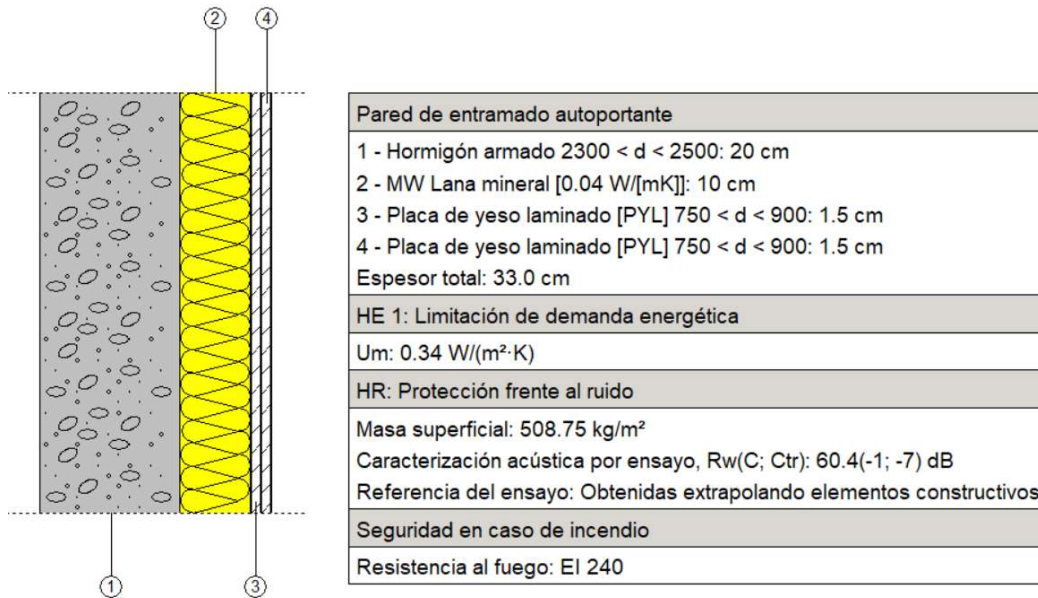 2
4
Pared de entramado autoportante
1 - Hormigón armado 2300 < d < 2500: 20 cm
2 - MW Lana mineral [0.04 W/[mK]]: 10 cm
3 - Placa de yeso laminado [PYL] 750 < d < 900: 1.5 cm
4 - Placa de yeso laminado [PYL] 750 < d < 900: 1.5 cm
Espesor total: 33.0 cm
HE 1: Limitación de demanda energética
Um: 0.34 W/(m²·K)
HR: Protección frente al ruido
Masa superficial: 508.75 kg/m²
Caracterización acústica por ensayo, Rw(C; Ctr): 60.4(-1; -7) dB
Referencia del ensayo: Obtenidas extrapolando elementos constructivos
Seguridad en caso de incendio
Resistencia al fuego: EI 240
1
3